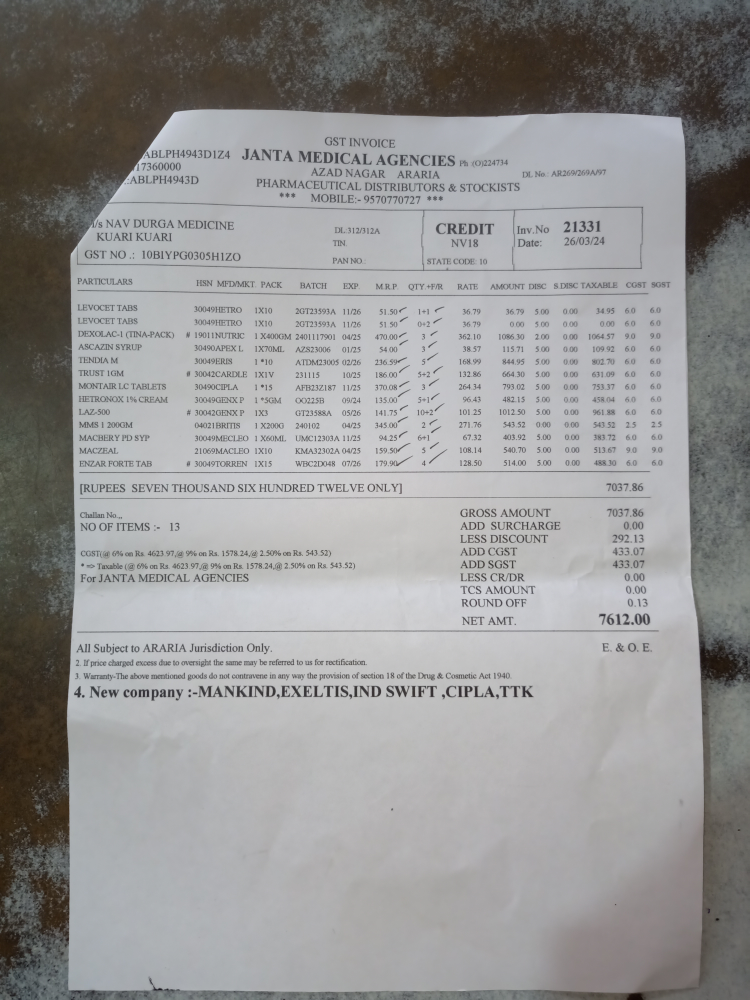 GST INVOICE
ABLPH4943D1Z4 JANTA MEDICAL AGENCIES Ph :(O)224734
17360000 AZAD NAGAR ARARIA DL No.: AR269/269A/97
ABLPH4943D PHARMACEUTICAL DISTRIBUTORS & STOCKISTS
*** MOBILE:- 9570770727 ***
/s NAV DURGA MEDICINE DL:312/312A CREDIT Inv.No 21331
KUARI KUARI TIN. NV18 Date: 26/03/24
GST NO .: 10BIYPG0305H1ZO PAN NO.: STATE CODE: 10
PARTICULARS HSN MFD/MKT. PACK BATCH EXP. M.R.P. QTY.+F/R RATE AMOUNT DISC S.DISC TAXABLE CGST SGST
LEVOCET TABS 30049HETRO 1X10 2GT23593A 11/26 51.50 1+1 36.79 36.79 5.00 0.00 34.95 6.0 6.0
LEVOCET TABS 30049HETRO 1X10 2GT23593A 11/26 51.50 0+2 36.79 0.00 5.00 0.00 0.00 6.0 6.0
DEXOLAC-1 (TINA-PACK) # 19011NUTRIC 1 X400GM 2401117901 04/25 470.00 3 362.10 1086.30 2.00 0.00 1064.57 9.0 9.0
ASCAZIN SYRUP 30490APEX L 1X70ML AZS23006 01/25 54.00 3 38.57 115.71 5.00 0.00 109.92 6.0 6.0
TENDIA M 30049ERIS 1 *10 ATDM23005 02/26 236.59 5 168.99 844.95 5.00 0.00 802.70 6.0 6.0
TRUST 1GM # 30042CARDLE 1X1V 231115 10/25 186.00 5+2 132.86 664.30 5.00 0.00 631.09 6.0 6.0
MONTAIR LC TABLETS 30490CIPLA 1 *15 AFB23Z187 11/25 370.08 3 264.34 793.02 5.00 0.00 753.37 6.0 6.0
HETRONGX 1% CREAM 30049GENX P 1 *5GM OO225B 09/24 135.00 5+1 96.43 482.15 5.00 0.00 458.04 6.0 6.0
LAZ-500 # 30042GENX P 1X3 GT23588A 05/26 141.75 10+2 101.25 1012.50 5.00 0.00 961.88 6.0 6.0
MMS 1 200GM 04021BRITIS 1 X200G 240102 04/25 345.00 2 271.76 543.52 0.00 0.00 543.52 2.5 2.5
MACBERY PD SYP 30049MECLEO 1 X60ML UMC12303A 11/25 94.25 6+1 67.32 403.92 5.00 0.00 383.72 6.0 6.0
MACZEAL 21069MACLEO 1X10 KMA32302A 04/25 159.50 5 108.14 540.70 5.00 0.00 513.67 9.0 9.0
ENZAR FORTE TAB # 30049TORREN 1X15 WBC2D048 07/26 179.90 4 128.50 514.00 5.00 0.00 488.30 6.0 6.0
[RUPEES SEVEN THOUSAND SIX HUNDRED TWELVE ONLY] 7037.86
Challan No.,, GROSS AMOUNT 7037.86
NO OF ITEMS :- 13 ADD SURCHARGE 0.00
LESS DISCOUNT 292.13
CGST(@ 6% on Rs. 4623.97,@ 9% on Rs. 1578.24,@ 2.50% on Rs. 543.52) ADD CGST 433.07
* => Taxable (@ 6% on Rs. 4623.97,@ 9% on Rs. 1578.24,@ 2.50% on Rs. 543.52) ADD SGST 433.07
For JANTA MEDICAL AGENCIES LESS CR/DR 0.00
TCS AMOUNT 0.00
ROUND OFF 0.13
NET AMT. 7612.00
All Subject to ARARIA Jurisdiction Only. E. & O. E.
2. If price charged excess due to oversight the same may be referred to us for rectification.
3. Warranty-The above mentioned goods do not contravene in any way the provision of section 18 of the Drug & Cosmetic Act 1940.
4. New company :-MANKIND,EXELTIS,IND SWIFT ,CIPLA,TTK